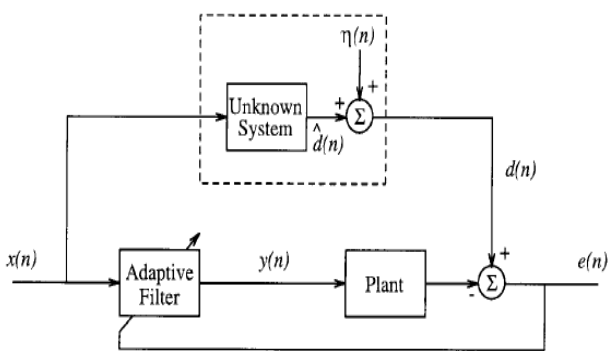 η(n)
+
Unknown
System
+
Σ
d̂(n)
d(n)
x(n)
Adaptive
Filter
y(n)
Plant
+
-
Σ
e(n)